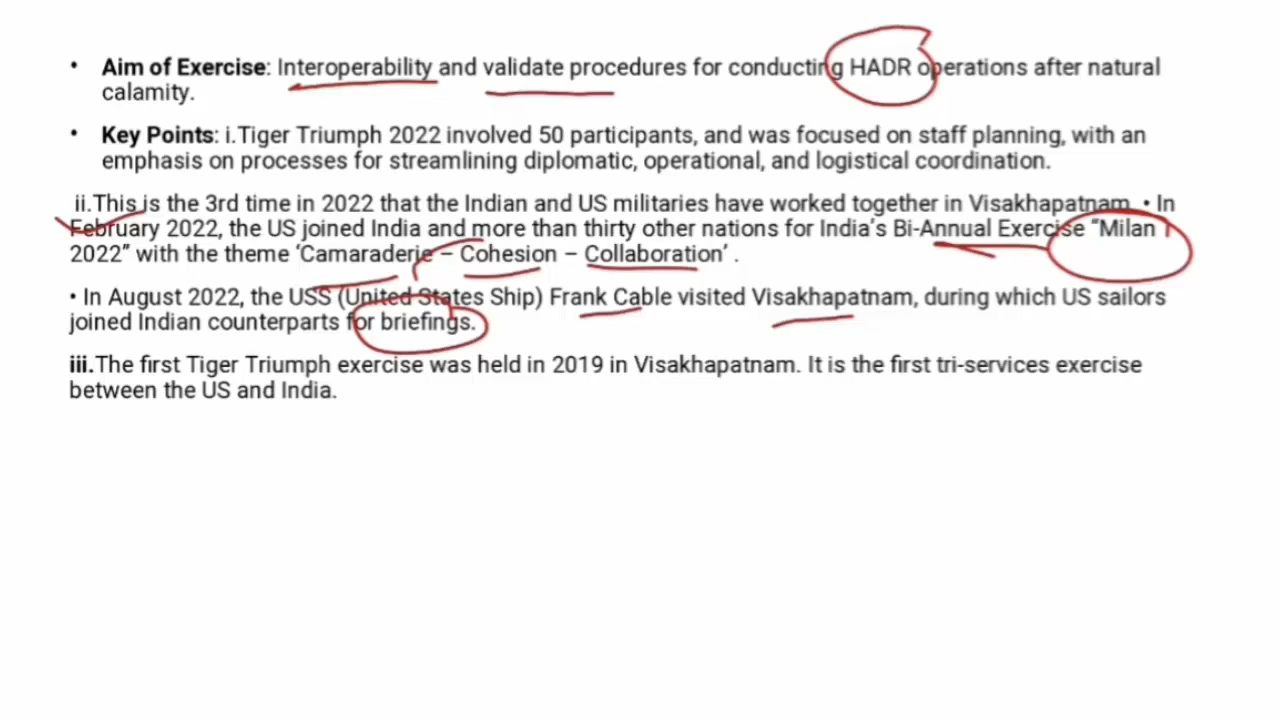 • Aim of Exercise: Interoperability and validate procedures for conducting HADR operations after natural
calamity.
• Key Points: i.Tiger Triumph 2022 involved 50 participants, and was focused on staff planning, with an
emphasis on processes for streamlining diplomatic, operational, and logistical coordination.
ii.This is the 3rd time in 2022 that the Indian and US militaries have worked together in Visakhapatnam. • In
February 2022, the US joined India and more than thirty other nations for India's Bi-Annual Exercise "Milan
2022" with the theme 'Camaraderie – Cohesion – Collaboration' .
• In August 2022, the USS (United States Ship) Frank Cable visited Visakhapatnam, during which US sailors
joined Indian counterparts for briefings.
iii.The first Tiger Triumph exercise was held in 2019 in Visakhapatnam. It is the first tri-services exercise
between the US and India.